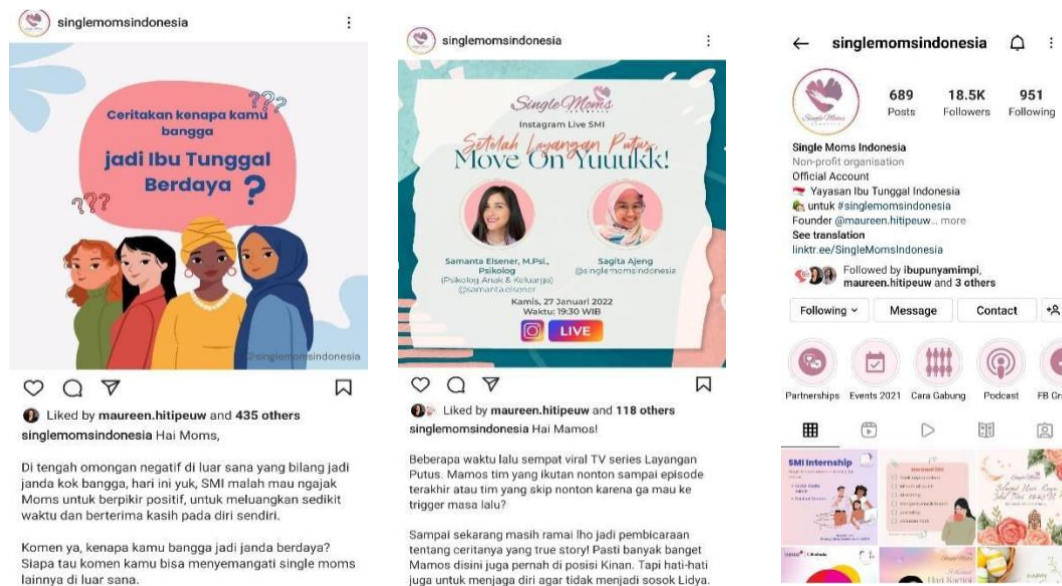 singlemomsindonesia
Ceritakan kenapa kamu
bangga
jadi Ibu Tunggal
Berdaya ?
???
???
@singlemomsindonesia
Liked by maureen.hitipeuw and 435 others
singlemomsindonesia Hai Moms,
Di tengah omongan negatif di luar sana yang bilang jadi
janda kok bangga, hari ini yuk, SMI malah mau ngajak
Moms untuk berpikir positif, untuk meluangkan sedikit
waktu dan berterima kasih pada diri sendiri.
Komen ya, kenapa kamu bangga jadi janda berdaya?
Siapa tau komen kamu bisa menyemangati single moms
lainnya di luar sana.
singlemomsindonesia
Single Moms
INDONESIA
Instagram Live SMI
Setelah Layangan Putus,
Move On Yuuukk!
Samanta Elsener, M.Psi.,
Psikolog
(Psikolog Anak & Keluarga)
@samantaelsener
Sagita Ajeng
@singlemomsindonesia
Kamis, 27 Januari 2022
Waktu: 19:30 WIB
LIVE
Liked by maureen.hitipeuw and 118 others
singlemomsindonesia Hai Mamos!
Beberapa waktu lalu sempat viral TV series Layangan
Putus. Mamos tim yang ikutan nonton sampai episode
terakhir atau tim yang skip nonton karena ga mau ke
trigger masa lalu?
Sampai sekarang masih ramai lho jadi pembicaraan
tentang ceritanya yang true story! Pasti banyak banget
Mamos disini juga pernah di posisi Kinan. Tapi hati-hati
juga untuk menjaga diri agar tidak menjadi sosok Lidya.
singlemomsindonesia
Single Moms
689 18.5K 951
Posts Followers Following
Single Moms Indonesia
Non-profit organisation
Official Account
Yayasan Ibu Tunggal Indonesia
untuk #singlemomsindonesia
Founder @maureen.hitipeuw... more
See translation
linktr.ee/SingleMomsIndonesia
Followed by ibupunyamimpi,
maureen.hitipeuw and 3 others
Following Message Contact
Partnerships Events 2021 Cara Gabung Podcast FB Gr
SMI Internship